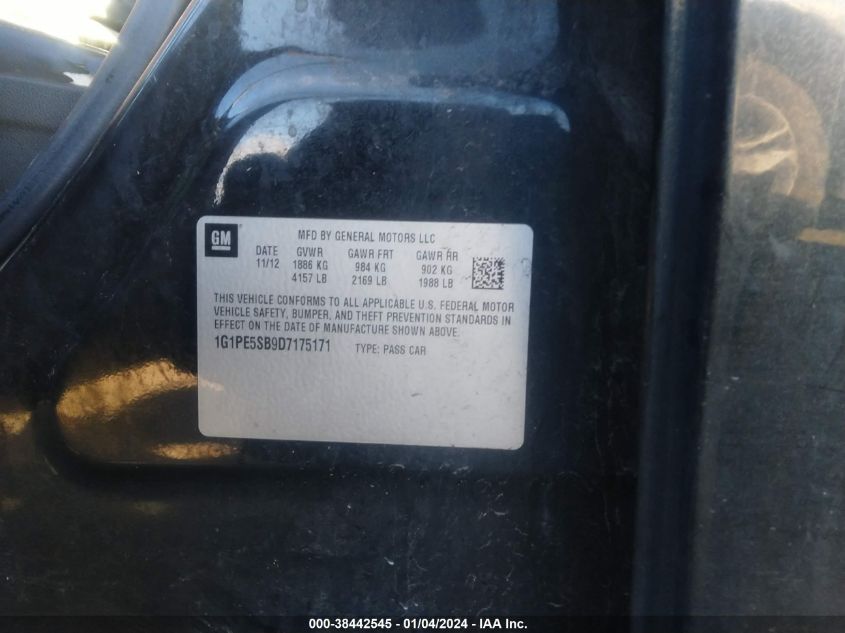 GM
MFD BY GENERAL MOTORS LLC
DATE GVWR GAWR FRT GAWR RR
11/12 1886 KG 984 KG 902 KG
4157 LB 2169 LB 1988 LB
THIS VEHICLE CONFORMS TO ALL APPLICABLE U.S. FEDERAL MOTOR
VEHICLE SAFETY, BUMPER, AND THEFT PREVENTION STANDARDS IN
EFFECT ON THE DATE OF MANUFACTURE SHOWN ABOVE.
1G1PE5SB9D7175171 TYPE: PASS CAR
000-38442545 - 01/04/2024 - IAA Inc.